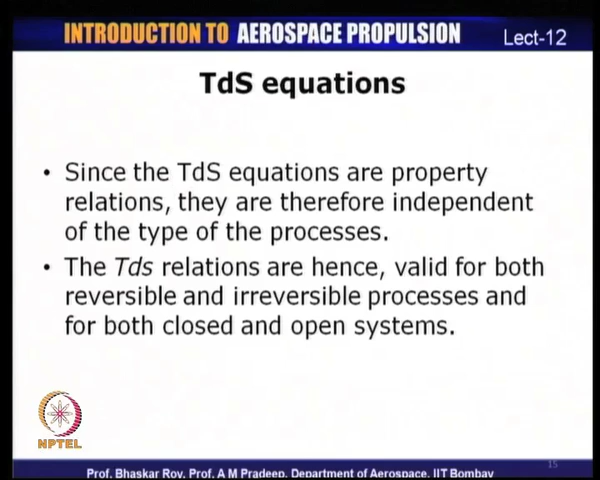 INTRODUCTION TO AEROSPACE PROPULSION Lect-12
TdS equations
• Since the TdS equations are property
relations, they are therefore independent
of the type of the processes.
• The Tds relations are hence, valid for both
reversible and irreversible processes and
for both closed and open systems.
NPTEL
15
Prof. Bhaskar Roy, Prof. A M Pradeep, Department of Aerospace, IIT Bombay